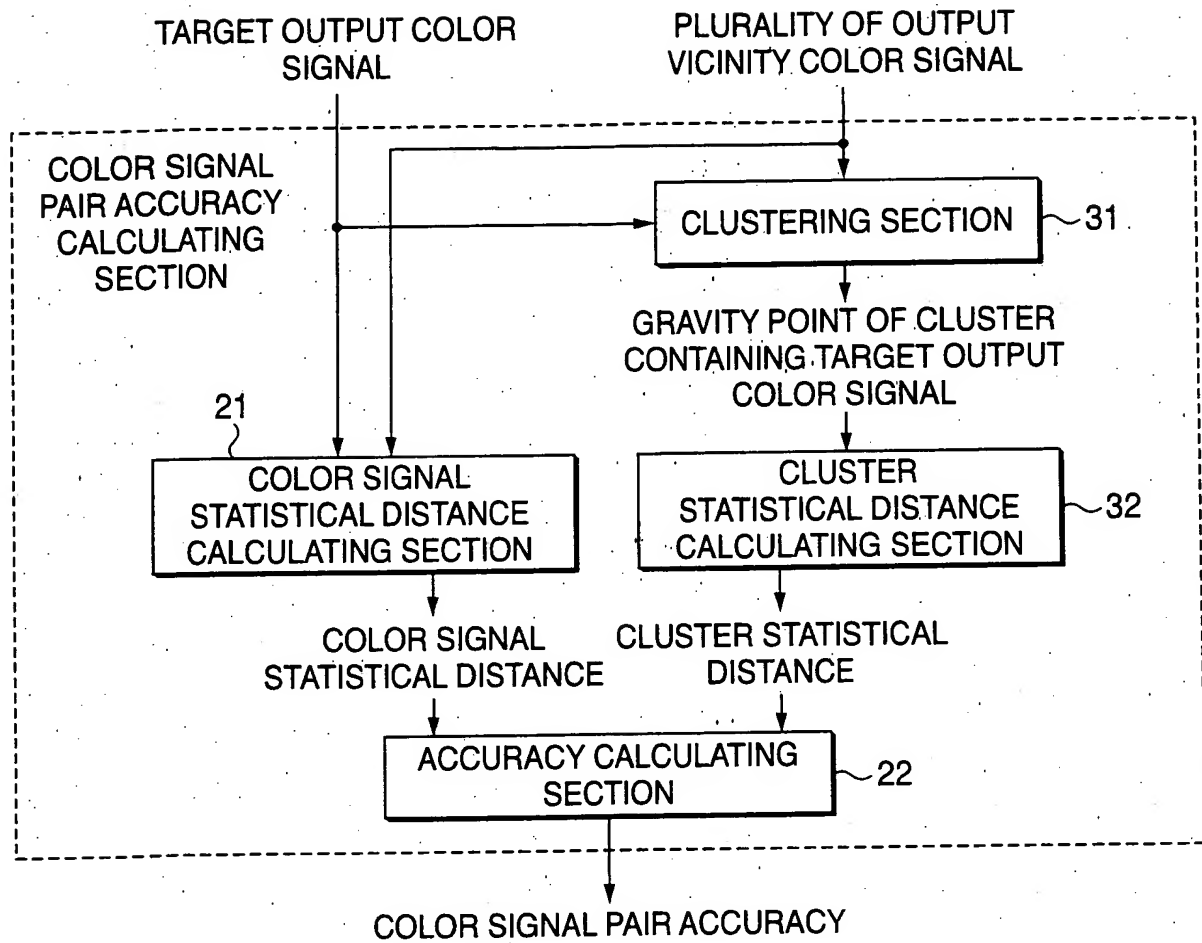 TARGET OUTPUT COLOR
SIGNAL
PLURALITY OF OUTPUT
VICINITY COLOR SIGNAL
COLOR SIGNAL
PAIR ACCURACY
CALCULATING
SECTION
CLUSTERING SECTION
31
GRAVITY POINT OF CLUSTER
CONTAINING TARGET OUTPUT
COLOR SIGNAL
21
COLOR SIGNAL
STATISTICAL DISTANCE
CALCULATING SECTION
CLUSTER
STATISTICAL DISTANCE
CALCULATING SECTION
32
COLOR SIGNAL
STATISTICAL DISTANCE
CLUSTER STATISTICAL
DISTANCE
ACCURACY CALCULATING
SECTION
22
COLOR SIGNAL PAIR ACCURACY